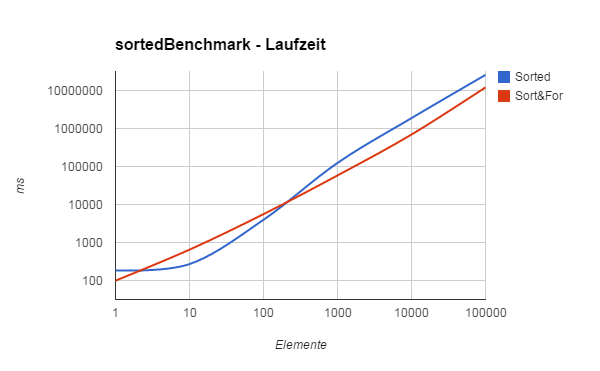 sortedBenchmark - Laufzeit
Sorted
Sort&For
10000000
1000000
100000
10000
1000
100
ms
1 10 100 1000 10000 100000
Elemente